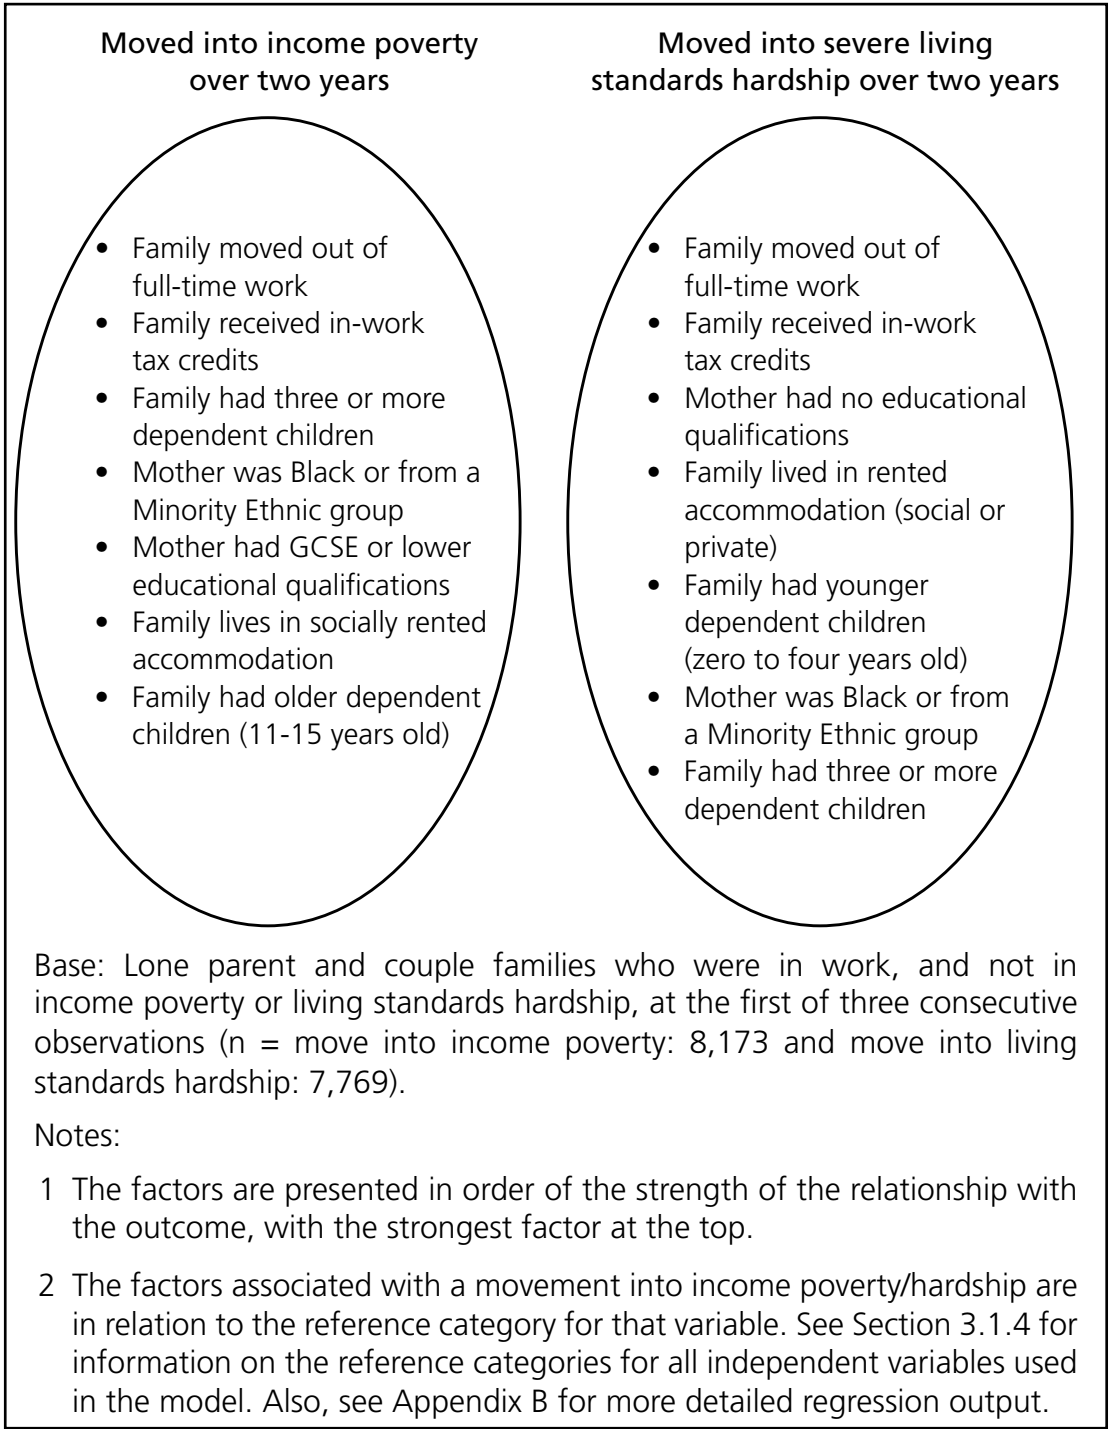 Moved into income poverty
over two years
• Family moved out of
full-time work
• Family received in-work
tax credits
• Family had three or more
dependent children
• Mother was Black or from a
Minority Ethnic group
• Mother had GCSE or lower
educational qualifications
• Family lives in socially rented
accommodation
• Family had older dependent
children (11-15 years old)
Moved into severe living
standards hardship over two years
• Family moved out of
full-time work
• Family received in-work
tax credits
• Mother had no educational
qualifications
• Family lived in rented
accommodation (social or
private)
• Family had younger
dependent children
(zero to four years old)
• Mother was Black or from
a Minority Ethnic group
• Family had three or more
dependent children
Base: Lone parent and couple families who were in work, and not in
income poverty or living standards hardship, at the first of three consecutive
observations (n = move into income poverty: 8,173 and move into living
standards hardship: 7,769).
Notes:
1 The factors are presented in order of the strength of the relationship with
the outcome, with the strongest factor at the top.
2 The factors associated with a movement into income poverty/hardship are
in relation to the reference category for that variable. See Section 3.1.4 for
information on the reference categories for all independent variables used
in the model. Also, see Appendix B for more detailed regression output.